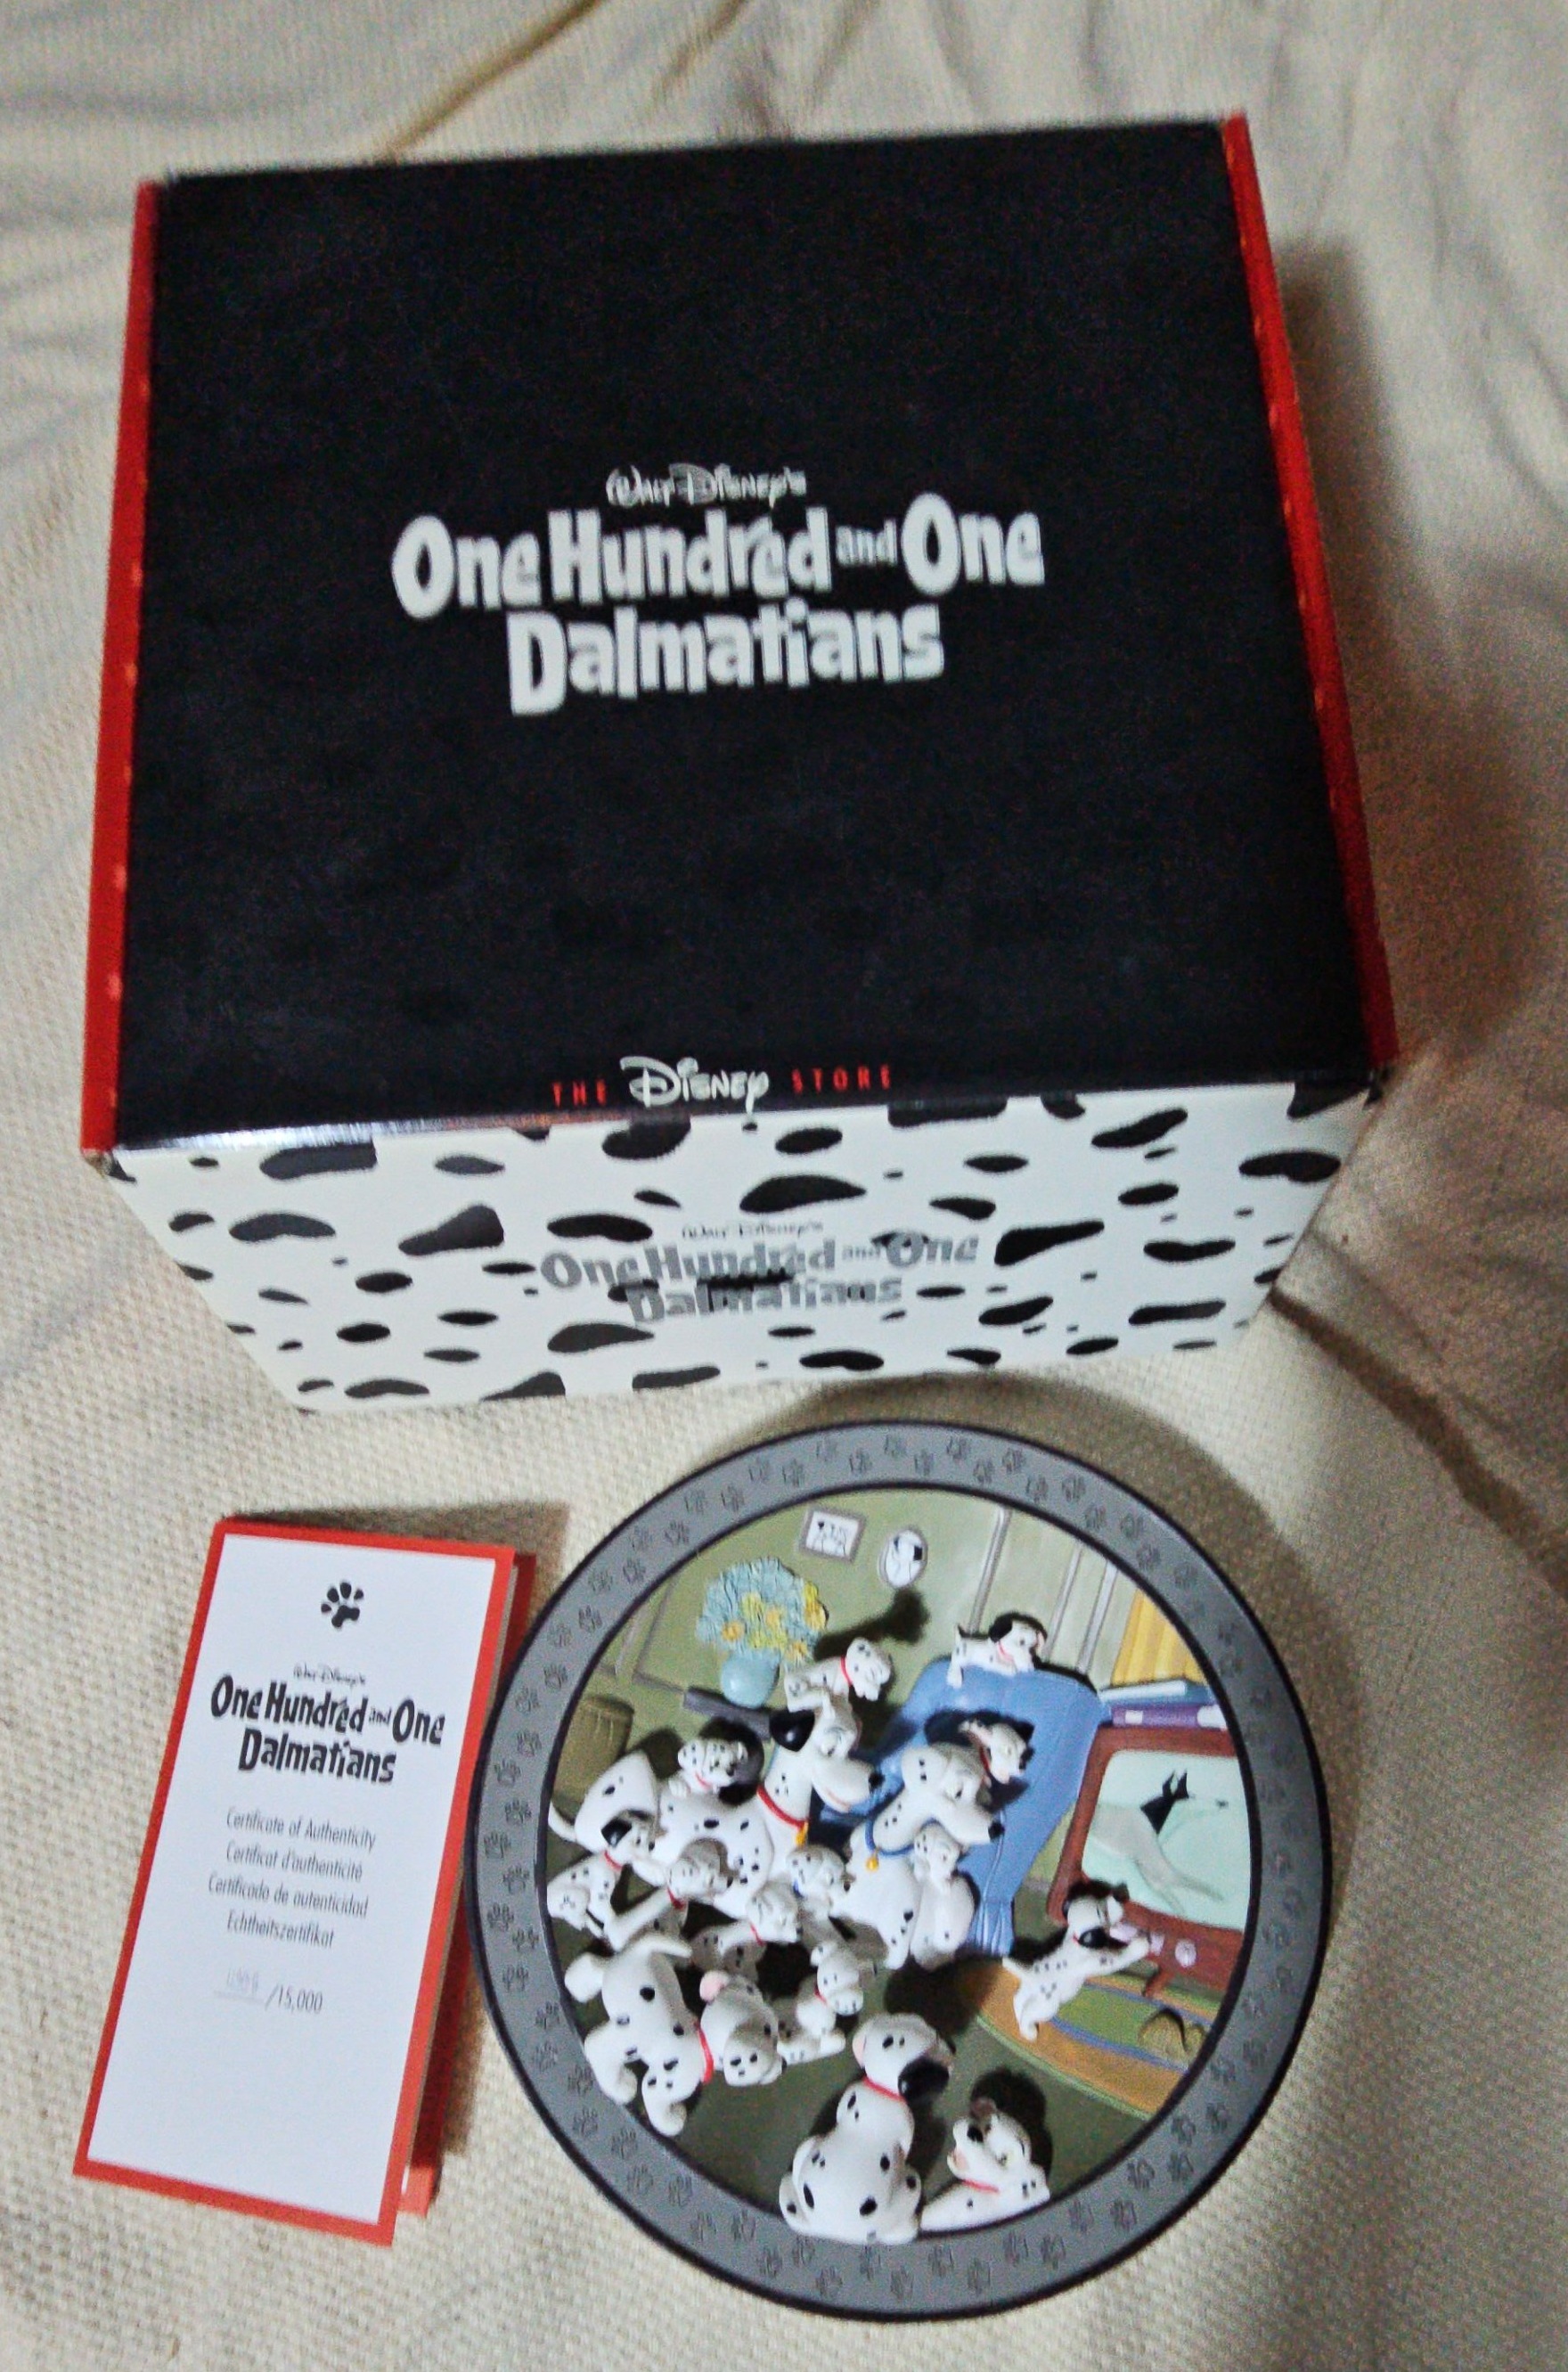 Walt Disney's
One Hundred and One
Dalmatians
THE Disney STORE
Walt Disney's
One Hundred and One
Dalmatians
Walt Disney's
One Hundred and One
Dalmatians
Certificate of Authenticity
Certificat d'authenticité
Certificado de autenticidad
Echtheitszertifikat
/15,000